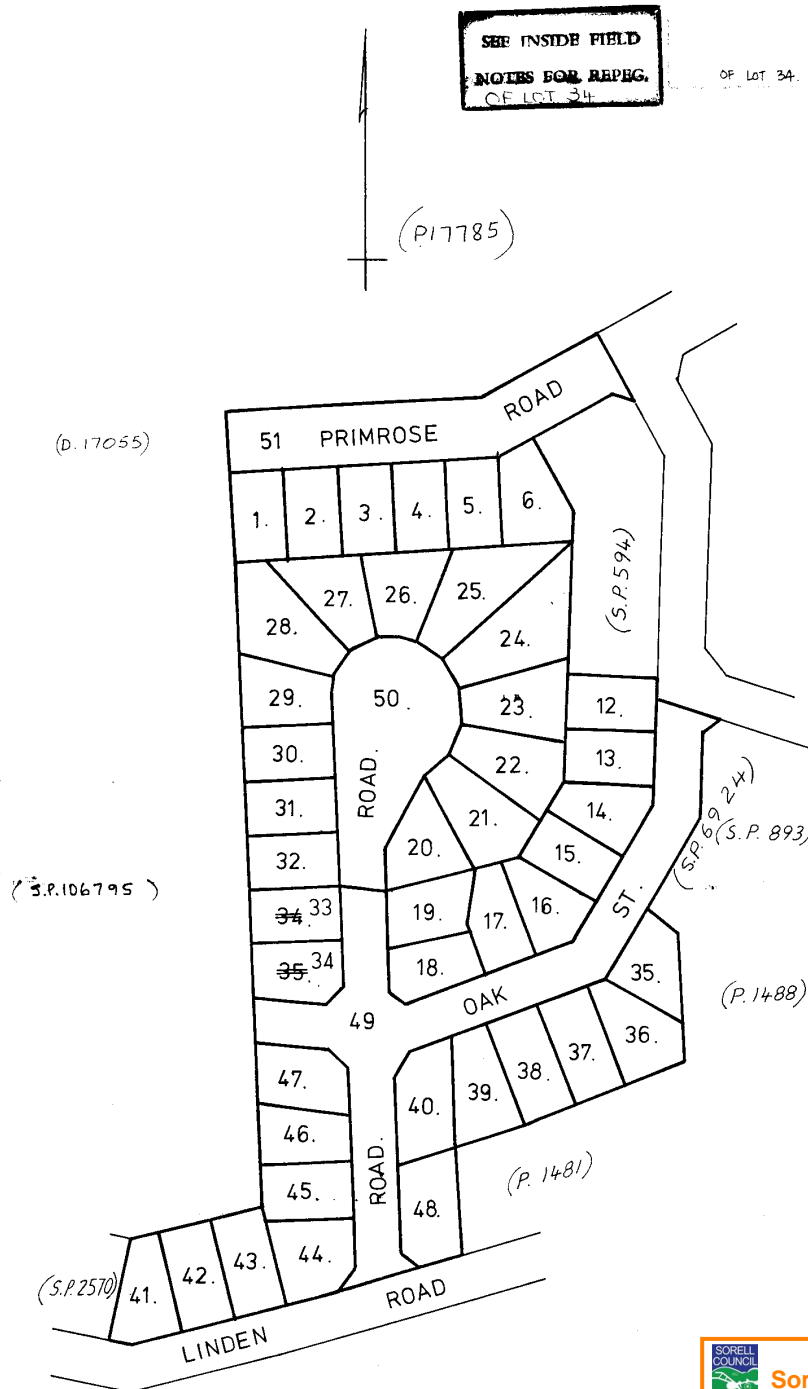 SEE INSIDE FIELD
NOTES FOR REPEG.
OF LOT 34
OF LOT 34.
(P17785)
(D. 17055)
51 PRIMROSE ROAD
1. 2. 3. 4. 5. 6.
(S.P. 594)
28. 27. 26. 25. 24.
29. 50. 23. 12.
30. ROAD. 22. 13.
31. 21. 14.
32. 20. 15.
(S.P. 6924)
(S.P. 893)
(S.P.106795)
34. 33 19. 17. 16. ST.
35. 34 18.
49 OAK 35.
(P. 1488)
47. 40. 39. 38. 37. 36.
46.
45. ROAD. 48.
(P. 1481)
(S.P.2570) 41. 42. 43. 44.
LINDEN ROAD
SORELL
COUNCIL